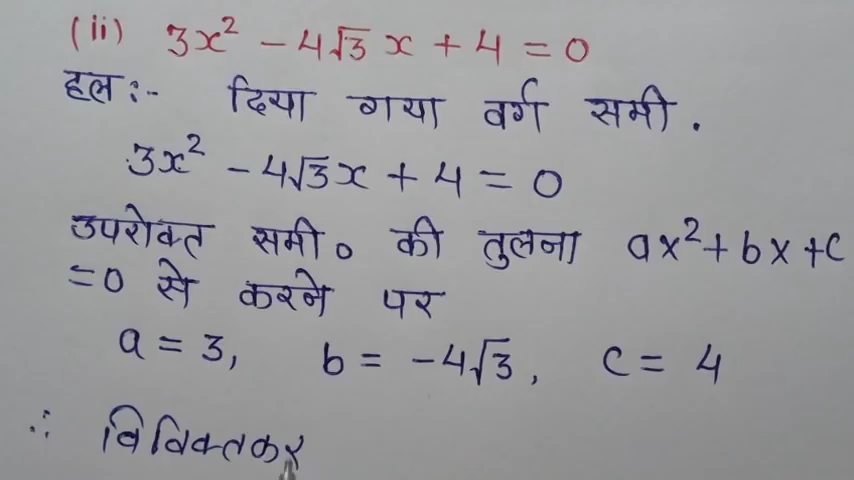 (ii) 3x² - 4√3 x + 4 = 0
हल:- दिया गया वर्ग समी.
3x² - 4√3x + 4 = 0
उपरोक्त समी० की तुलना ax²+bx+c
=0 से करने पर
a = 3, b = -4√3, c = 4
∴ विविक्तकर